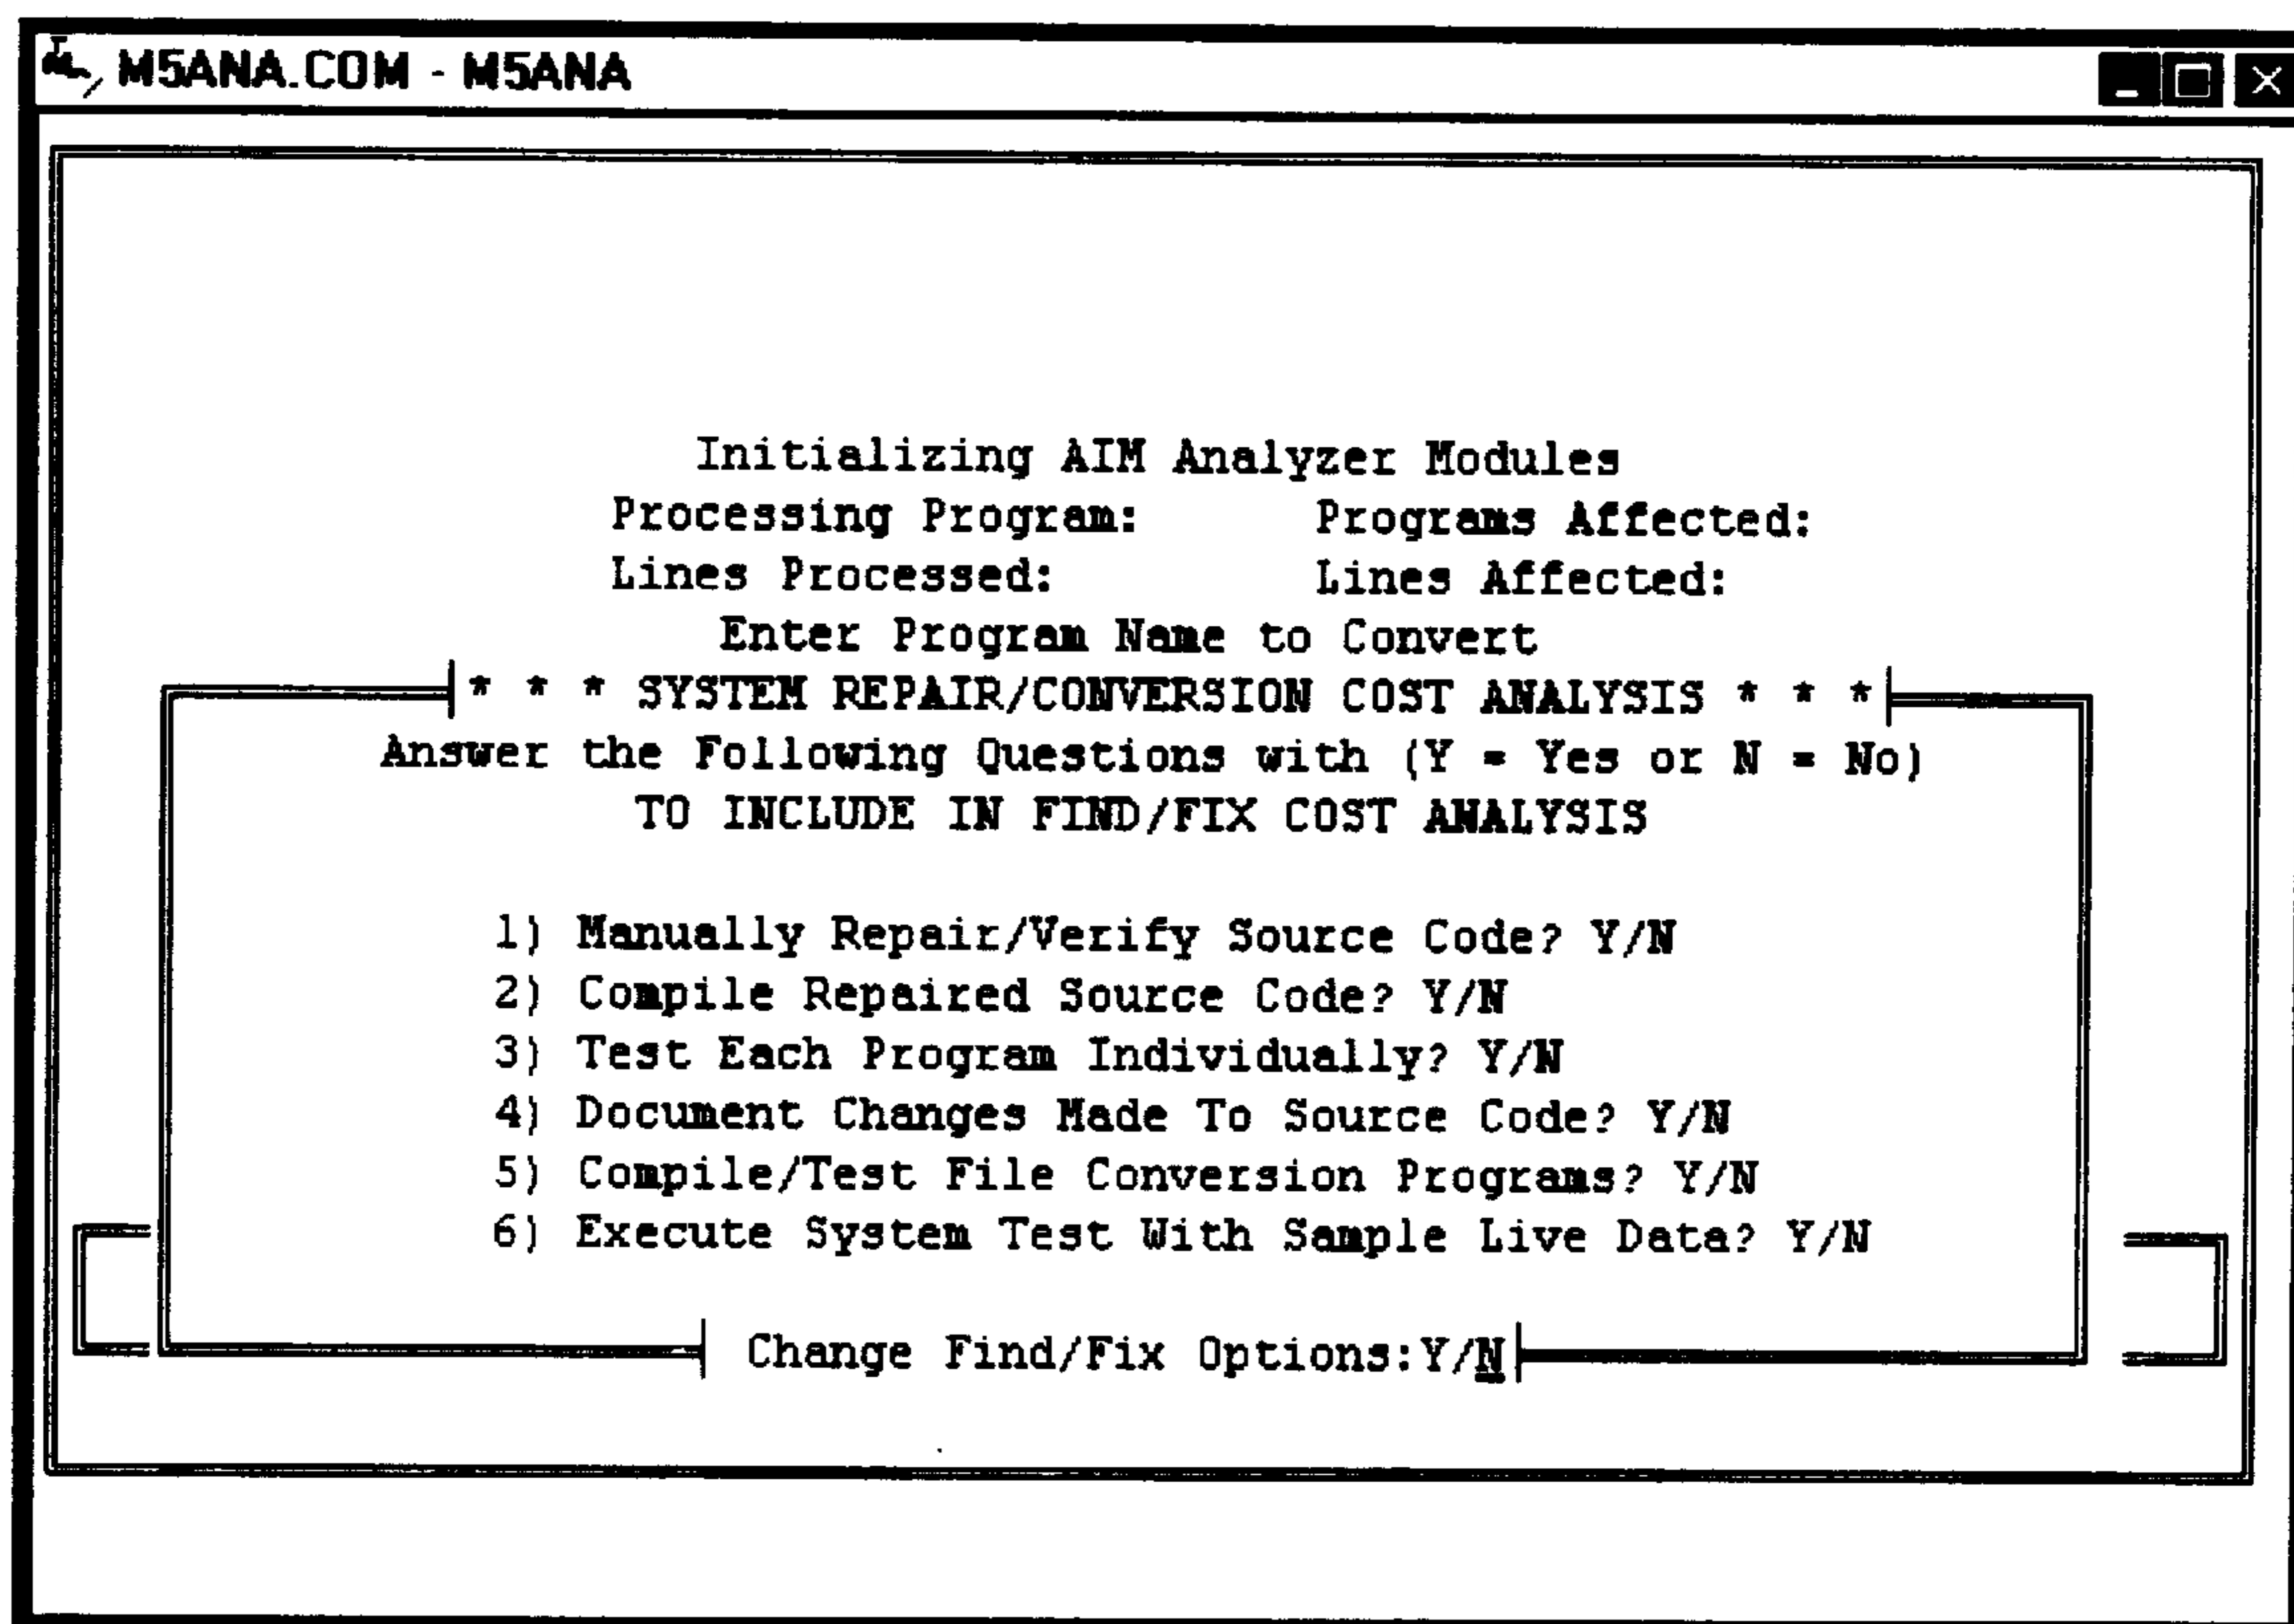 M5ANA.COM - M5ANA
Initializing AIM Analyzer Modules
Processing Program: Programs Affected:
Lines Processed: Lines Affected:
Enter Program Name to Convert
* * * SYSTEM REPAIR/CONVERSION COST ANALYSIS * * *
Answer the Following Questions with (Y = Yes or N = No)
TO INCLUDE IN FIND/FIX COST ANALYSIS
1) Manually Repair/Verify Source Code? Y/N
2) Compile Repaired Source Code? Y/N
3) Test Each Program Individually? Y/N
4) Document Changes Made To Source Code? Y/N
5) Compile/Test File Conversion Programs? Y/N
6) Execute System Test With Sample Live Data? Y/N
Change Find/Fix Options:Y/N